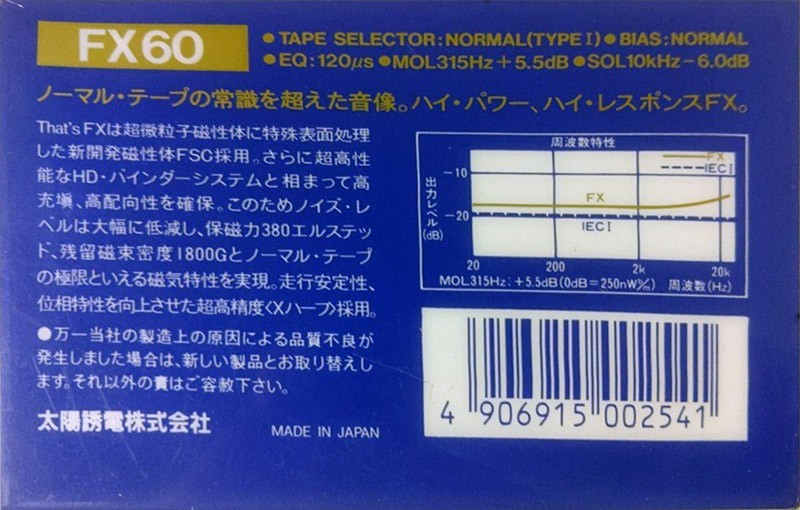 FX60
●TAPE SELECTOR:NORMAL(TYPE I)●BIAS:NORMAL
●EQ:120μs●MOL315Hz+5.5dB●SOL10kHz−6.0dB
ノーマル・テープの常識を超えた音像。ハイ・パワー、ハイ・レスポンスFX。
That's FXは超微粒子磁性体に特殊表面処理
した新開発磁性体FSC採用。さらに超高性
能なHD・バインダーシステムと相まって高
充塡、高配向性を確保。このためノイズ・レ
ベルは大幅に低減し、保磁力380エルステッ
ド、残留磁束密度1800Gとノーマル・テープ
の極限といえる磁気特性を実現。走行安定性、
位相特性を向上させた超高精度〈Xハーフ〉採用。
●万一当社の製造上の原因による品質不良が
発生しました場合は、新しい製品とお取り替えし
ます。それ以外の責はご容赦下さい。
太陽誘電株式会社
MADE IN JAPAN
周波数特性
FX
IEC I
出力レベル(dB)
−10
−20
FX
IEC I
20 200 2k 20k
MOL315Hz:+5.5dB(0dB=250nW%m) 周波数(Hz)
4 906915 002541